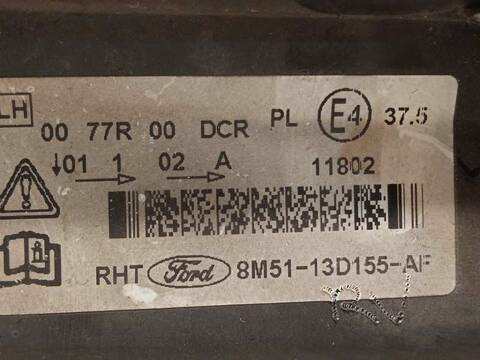 LH
00 77R 00 DCR PL E4 37.5
↓01 1 02 A 11802
RHT Ford 8M51-13D155-AF